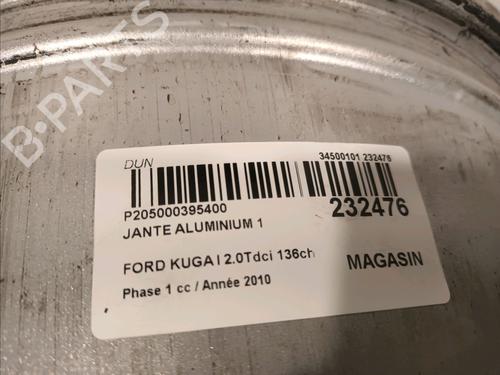 B-PARTS
DUN
34500101 232476
P205000395400
232476
JANTE ALUMINIUM 1
FORD KUGA I 2.0Tdci 136ch
MAGASIN
Phase 1 cc / Année 2010